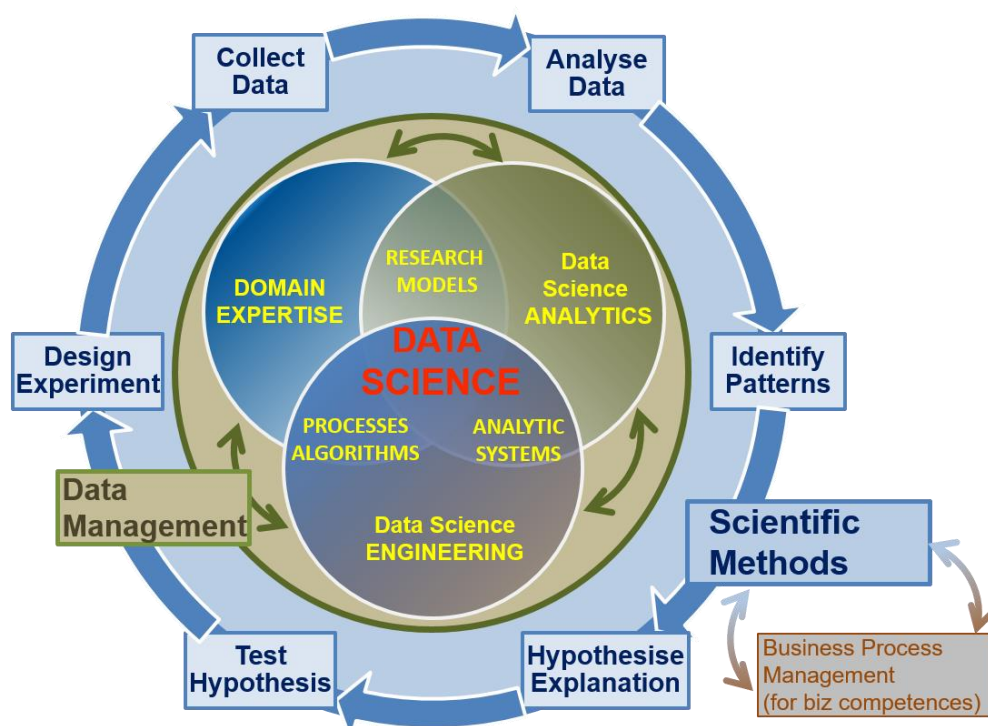 Collect
Data
Analyse
Data
RESEARCH
MODELS
DOMAIN
EXPERTISE
Data
Science
ANALYTICS
DATA
SCIENCE
Design
Experiment
Identify
Patterns
PROCESSES
ALGORITHMS
ANALYTIC
SYSTEMS
Data
Management
Data Science
ENGINEERING
Scientific
Methods
Test
Hypothesis
Hypothesise
Explanation
Business Process
Management
(for biz competences)